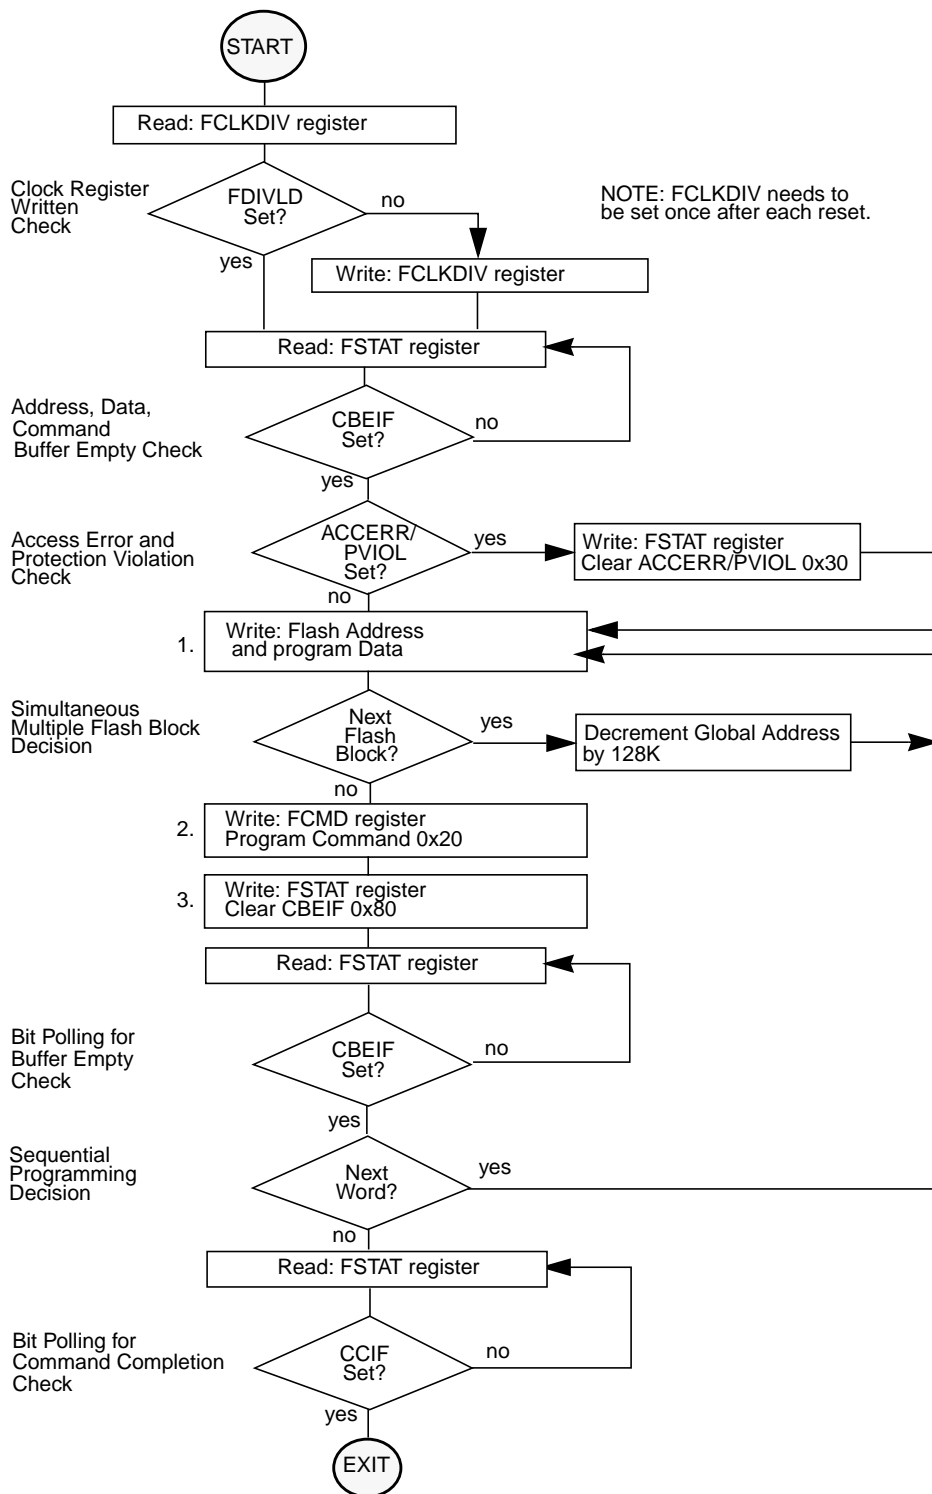 START
Read: FCLKDIV register
Clock Register
Written
Check
FDIVLD
Set?
no
NOTE: FCLKDIV needs to
be set once after each reset.
yes
Write: FCLKDIV register
Read: FSTAT register
Address, Data,
Command
Buffer Empty Check
CBEIF
Set?
no
yes
Access Error and
Protection Violation
Check
ACCERR/
PVIOL
Set?
yes
Write: FSTAT register
Clear ACCERR/PVIOL 0x30
no
1.
Write: Flash Address
and program Data
Simultaneous
Multiple Flash Block
Decision
Next
Flash
Block?
yes
Decrement Global Address
by 128K
no
2.
Write: FCMD register
Program Command 0x20
3.
Write: FSTAT register
Clear CBEIF 0x80
Read: FSTAT register
Bit Polling for
Buffer Empty
Check
CBEIF
Set?
no
yes
Sequential
Programming
Decision
Next
Word?
yes
no
Read: FSTAT register
Bit Polling for
Command Completion
Check
CCIF
Set?
no
yes
EXIT